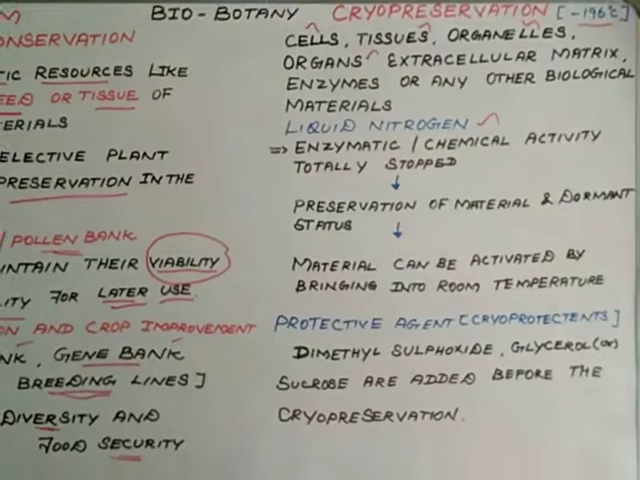 BIO-BOTANY CRYOPRESERVATION [-196°C]
ONSERVATION
TIC RESOURCES LIKE
EED OR TISSUE OF
ERIALS
ELECTIVE PLANT
PRESERVATION IN THE
/ POLLEN BANK
INTAIN THEIR VIABILITY
LITY FOR LATER USE
ON AND CROP IMPROVEMENT
NK, GENE BANK
BREEDING LINES]
DIVERSITY AND
FOOD SECURITY
CELLS, TISSUES, ORGANELLES,
ORGANS EXTRACELLULAR MATRIX,
ENZYMES OR ANY OTHER BIOLOGICAL
MATERIALS
LIQUID NITROGEN
⇒ ENZYMATIC / CHEMICAL ACTIVITY
TOTALLY STOPPED
↓
PRESERVATION OF MATERIAL & DORMANT
STATUS
↓
MATERIAL CAN BE ACTIVATED BY
BRINGING INTO ROOM TEMPERATURE
PROTECTIVE AGENT [CRYOPROTECTENTS]
DIMETHYL SULPHOXIDE, GLYCEROL (or)
SUCROSE ARE ADDED BEFORE THE
CRYOPRESERVATION.